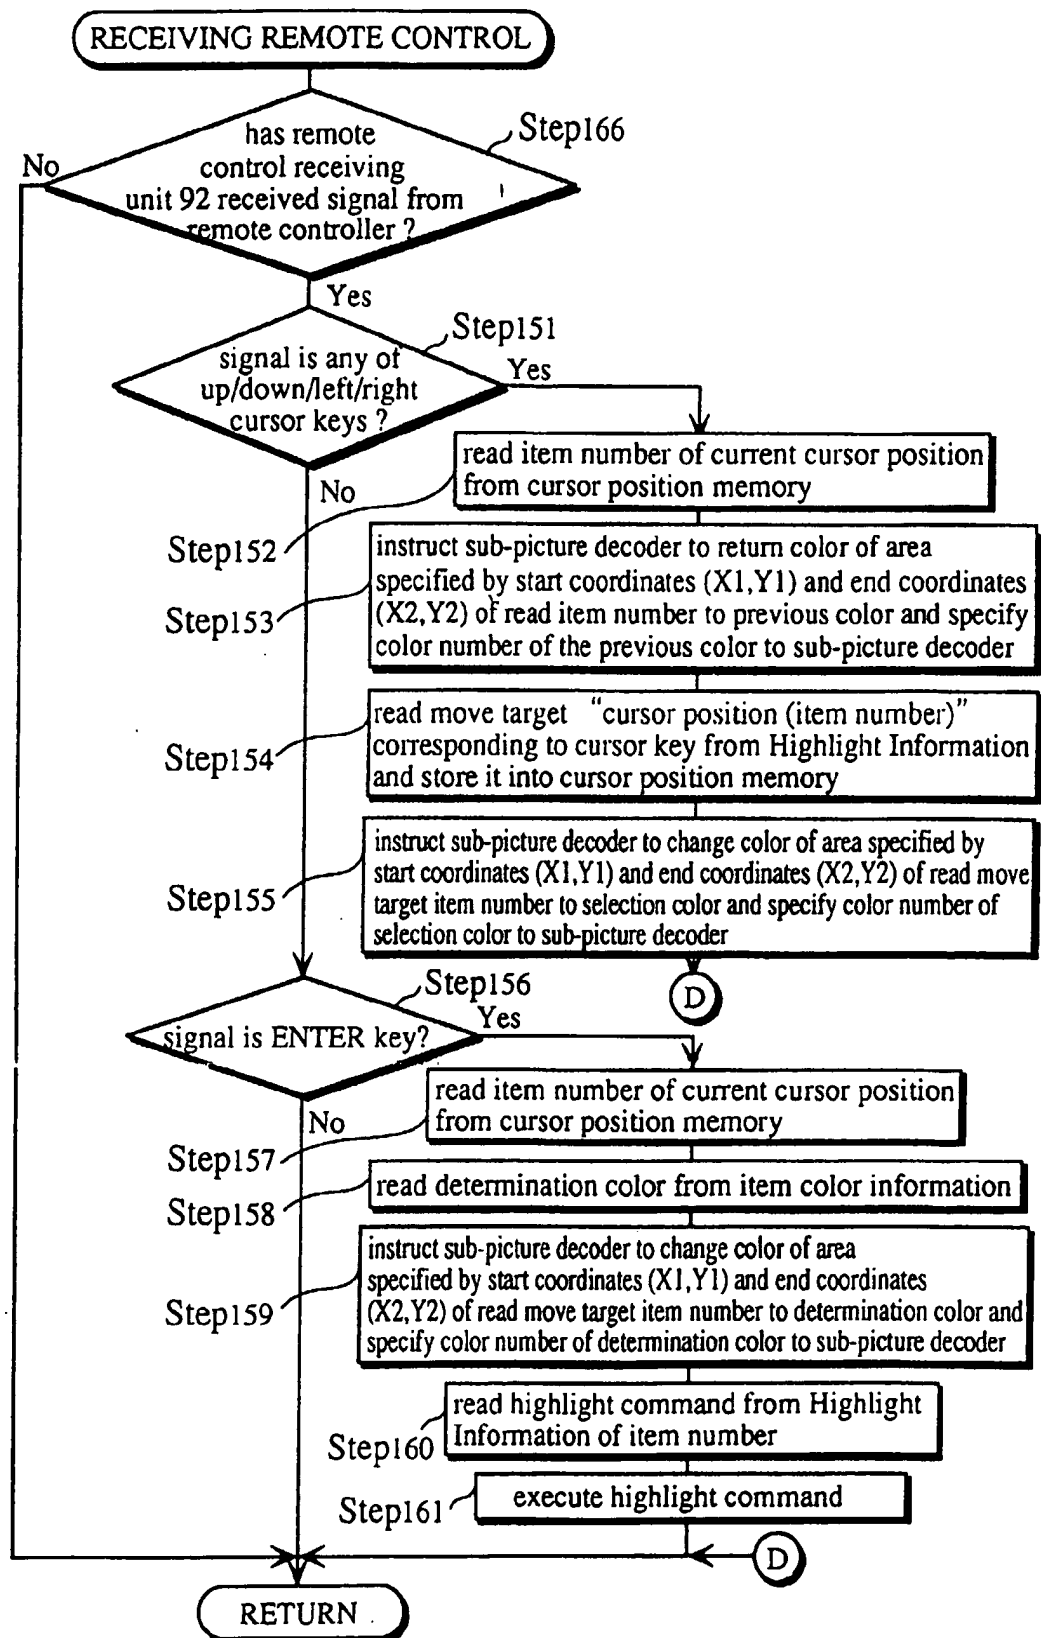 RECEIVING REMOTE CONTROL
Step166
has remote
control receiving
unit 92 received signal from
remote controller ?
No
Yes
Step151
signal is any of
up/down/left/right
cursor keys ?
Yes
No
read item number of current cursor position
from cursor position memory
Step152
instruct sub-picture decoder to return color of area
specified by start coordinates (X1,Y1) and end coordinates
(X2,Y2) of read item number to previous color and specify
color number of the previous color to sub-picture decoder
Step153
read move target "cursor position (item number)"
corresponding to cursor key from Highlight Information
and store it into cursor position memory
Step154
instruct sub-picture decoder to change color of area specified by
start coordinates (X1,Y1) and end coordinates (X2,Y2) of read move
target item number to selection color and specify color number of
selection color to sub-picture decoder
Step155
D
Step156
signal is ENTER key?
Yes
No
read item number of current cursor position
from cursor position memory
Step157
read determination color from item color information
Step158
instruct sub-picture decoder to change color of area
specified by start coordinates (X1,Y1) and end coordinates
(X2,Y2) of read move target item number to determination color and
specify color number of determination color to sub-picture decoder
Step159
read highlight command from Highlight
Information of item number
Step160
execute highlight command
Step161
D
RETURN